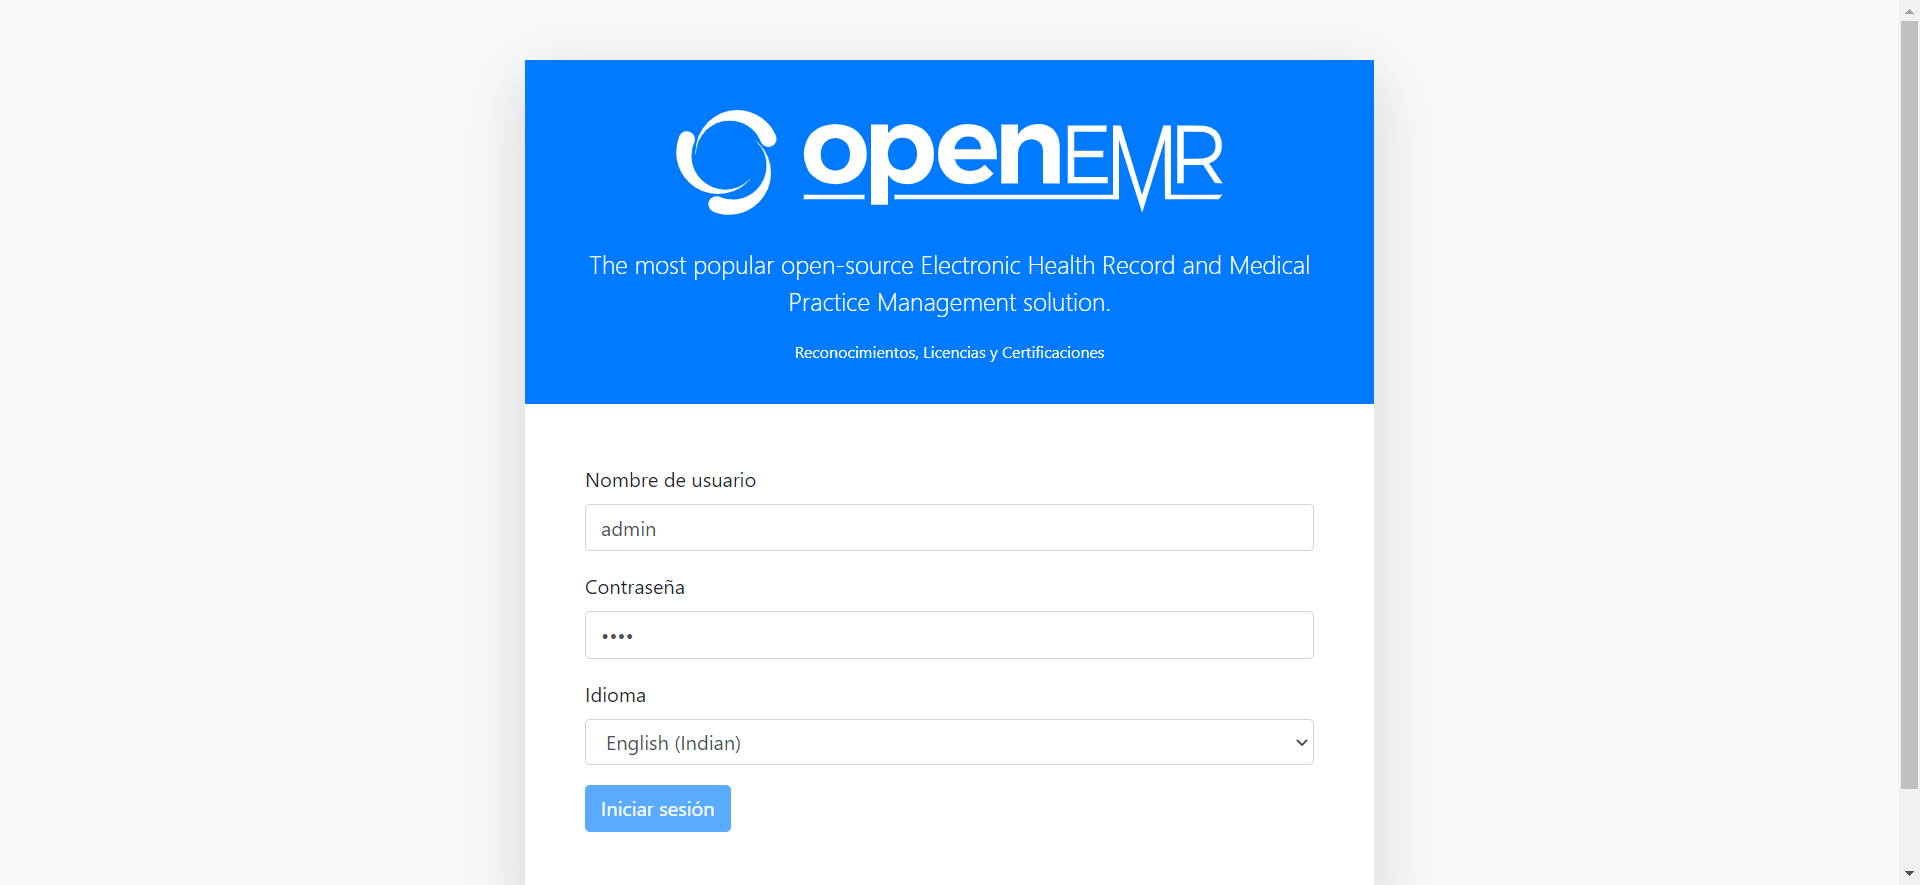 openEMR
The most popular open-source Electronic Health Record and Medical
Practice Management solution.
Reconocimientos, Licencias y Certificaciones
Nombre de usuario
admin
Contraseña
••••
Idioma
English (Indian)
Iniciar sesión